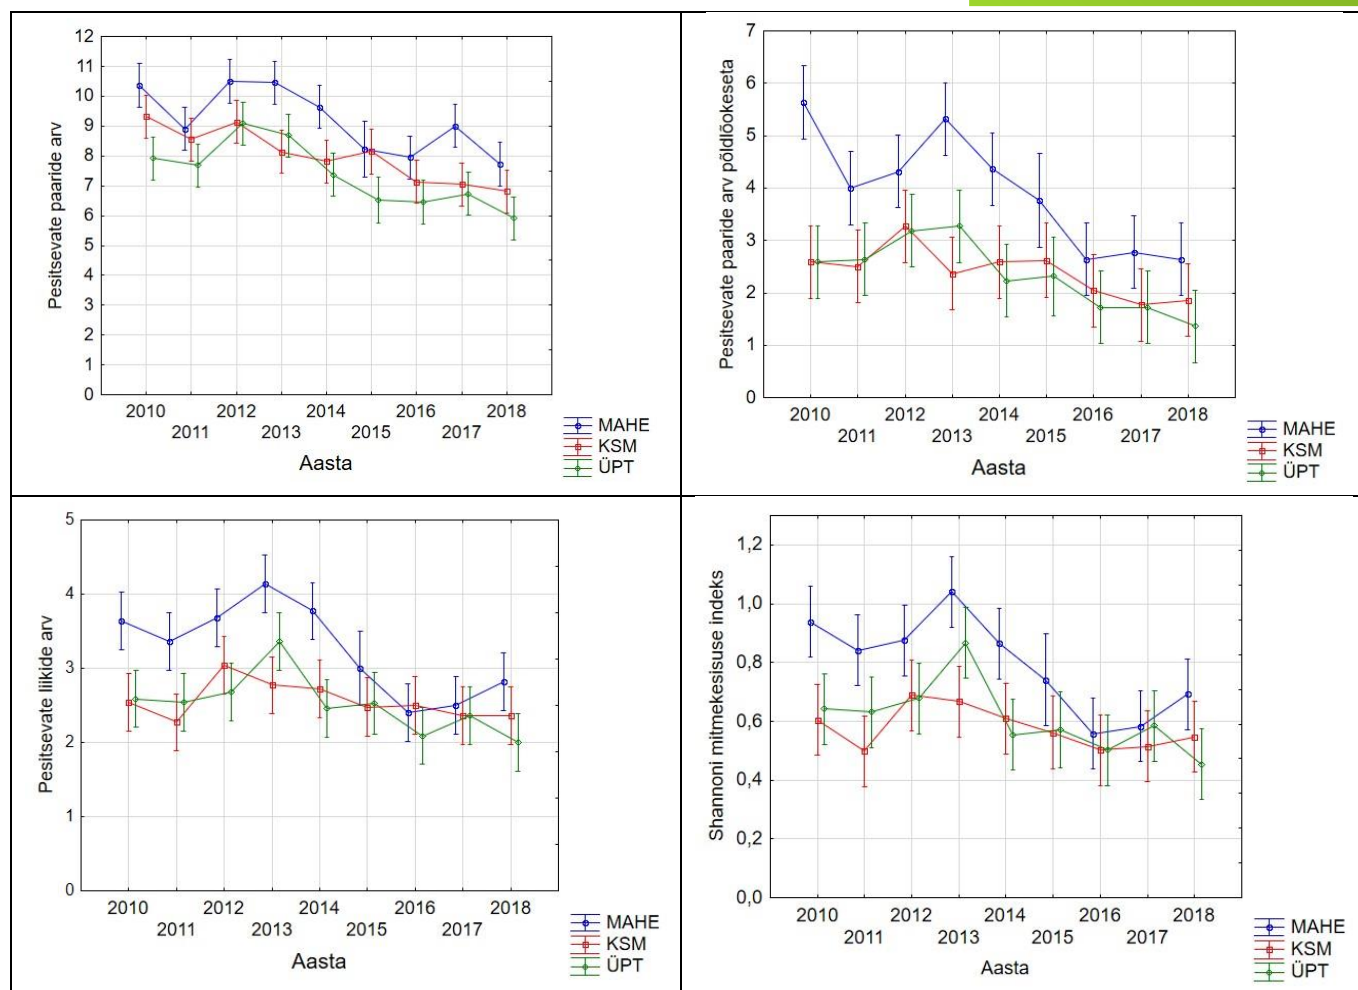 Pesitsevate paaride arv
12
11
10
9
8
7
6
5
4
3
2
1
0
2010 2012 2014 2016 2018
2011 2013 2015 2017
Aasta
MAHE
KSM
ÜPT
Pesitsevate paaride arv põldlõokeseta
7
6
5
4
3
2
1
0
2010 2012 2014 2016 2018
2011 2013 2015 2017
Aasta
MAHE
KSM
ÜPT
Pesitsevate liikide arv
5
4
3
2
1
0
2010 2012 2014 2016 2018
2011 2013 2015 2017
Aasta
MAHE
KSM
ÜPT
Shannoni mitmekesisuse indeks
1,2
1,0
0,8
0,6
0,4
0,2
0,0
2010 2012 2014 2016 2018
2011 2013 2015 2017
Aasta
MAHE
KSM
ÜPT